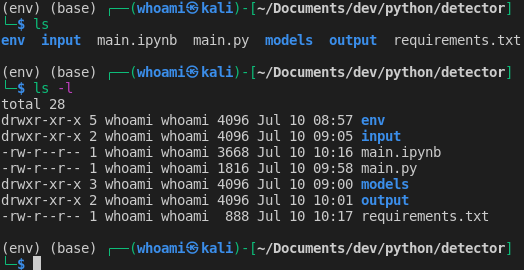 (env) (base) ┌──(whoami㉿kali)-[~/Documents/dev/python/detector]
└─$ ls
env  input  main.ipynb  main.py  models  output  requirements.txt
(env) (base) ┌──(whoami㉿kali)-[~/Documents/dev/python/detector]
└─$ ls -l
total 28
drwxr-xr-x 5 whoami whoami 4096 Jul 10 08:57 env
drwxr-xr-x 2 whoami whoami 4096 Jul 10 09:05 input
-rw-r--r-- 1 whoami whoami 3668 Jul 10 10:16 main.ipynb
-rw-r--r-- 1 whoami whoami 1816 Jul 10 09:58 main.py
drwxr-xr-x 3 whoami whoami 4096 Jul 10 09:00 models
drwxr-xr-x 2 whoami whoami 4096 Jul 10 10:01 output
-rw-r--r-- 1 whoami whoami  888 Jul 10 10:17 requirements.txt
(env) (base) ┌──(whoami㉿kali)-[~/Documents/dev/python/detector]
└─$